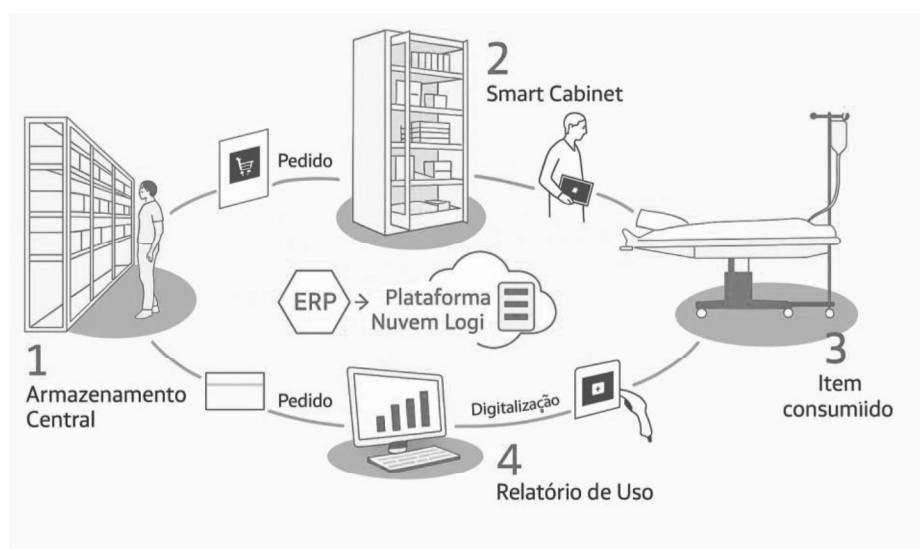 2
Smart Cabinet
Pedido
ERP
Plataforma
Nuvem Logi
1
Armazenamento
Central
3
Item
consumiido
Pedido
Digitalização
4
Relatório de Uso